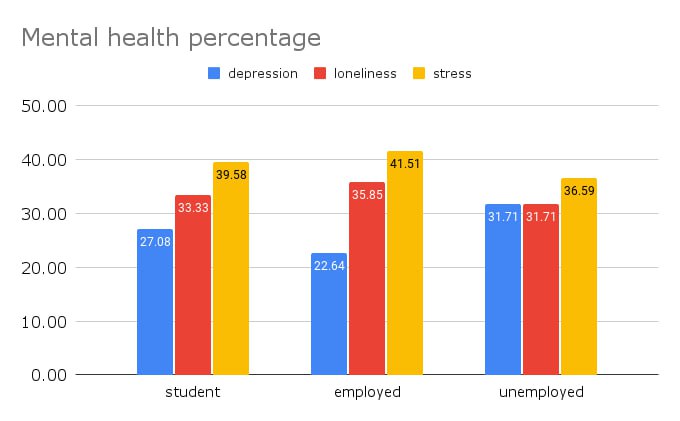 Mental health percentage
depression loneliness stress
50.00
40.00
30.00
20.00
10.00
0.00
27.08 33.33 39.58
22.64 35.85 41.51
31.71 31.71 36.59
student employed unemployed